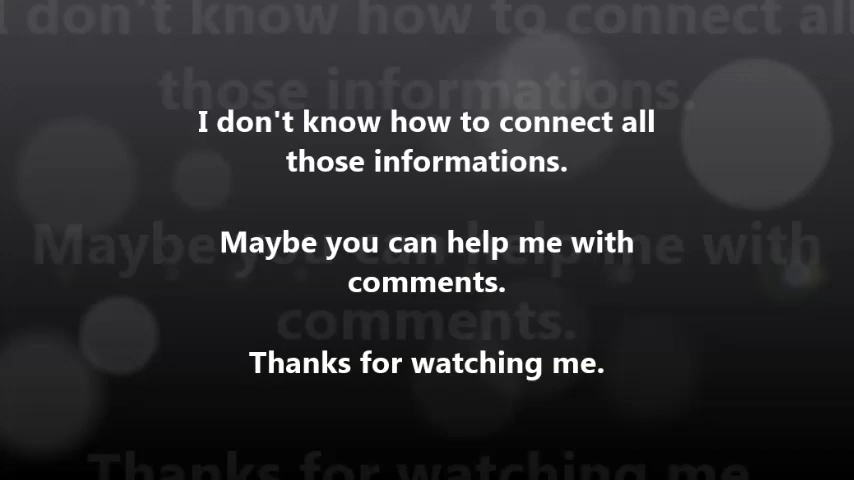 I don't know how to connect all
those informations.
Maybe you can help me with
comments.
Thanks for watching me.